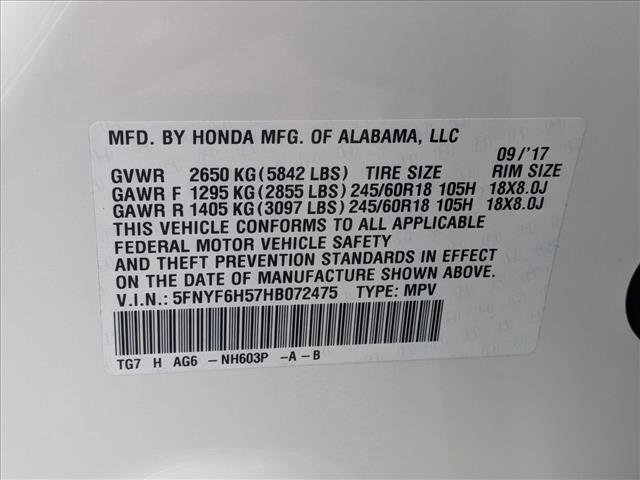 MFD. BY HONDA MFG. OF ALABAMA, LLC
09/'17
GVWR 2650 KG(5842 LBS) TIRE SIZE RIM SIZE
GAWR F 1295 KG(2855 LBS)245/60R18 105H 18X8.0J
GAWR R 1405 KG(3097 LBS)245/60R18 105H 18X8.0J
THIS VEHICLE CONFORMS TO ALL APPLICABLE
FEDERAL MOTOR VEHICLE SAFETY
AND THEFT PREVENTION STANDARDS IN EFFECT
ON THE DATE OF MANUFACTURE SHOWN ABOVE.
V.I.N.: 5FNYF6H57HB072475 TYPE: MPV
TG7 H AG6 -NH603P -A-B